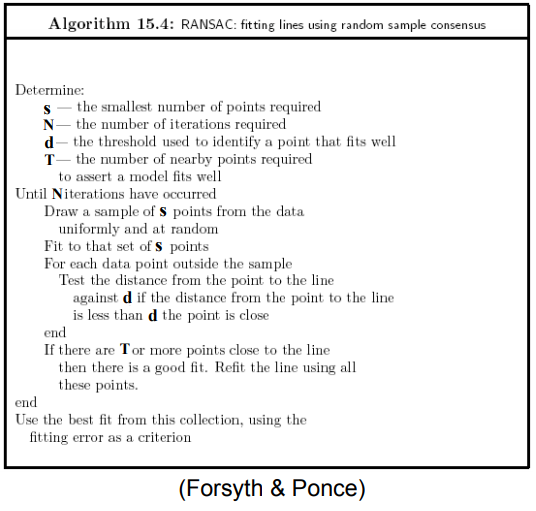 Algorithm 15.4: RANSAC: fitting lines using random sample consensus
Determine:
s — the smallest number of points required
N— the number of iterations required
d— the threshold used to identify a point that fits well
T— the number of nearby points required
to assert a model fits well
Until N iterations have occurred
Draw a sample of s points from the data
uniformly and at random
Fit to that set of s points
For each data point outside the sample
Test the distance from the point to the line
against d if the distance from the point to the line
is less than d the point is close
end
If there are T or more points close to the line
then there is a good fit. Refit the line using all
these points.
end
Use the best fit from this collection, using the
fitting error as a criterion
(Forsyth & Ponce)